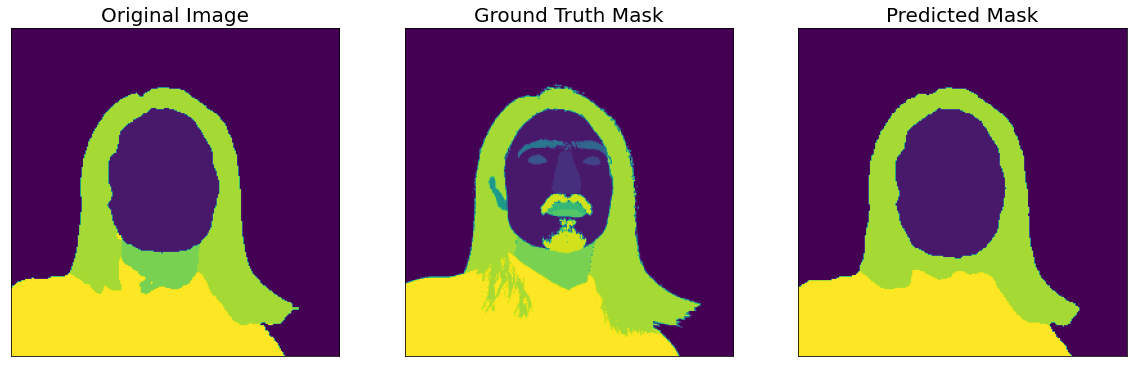 Original Image
Ground Truth Mask
Predicted Mask